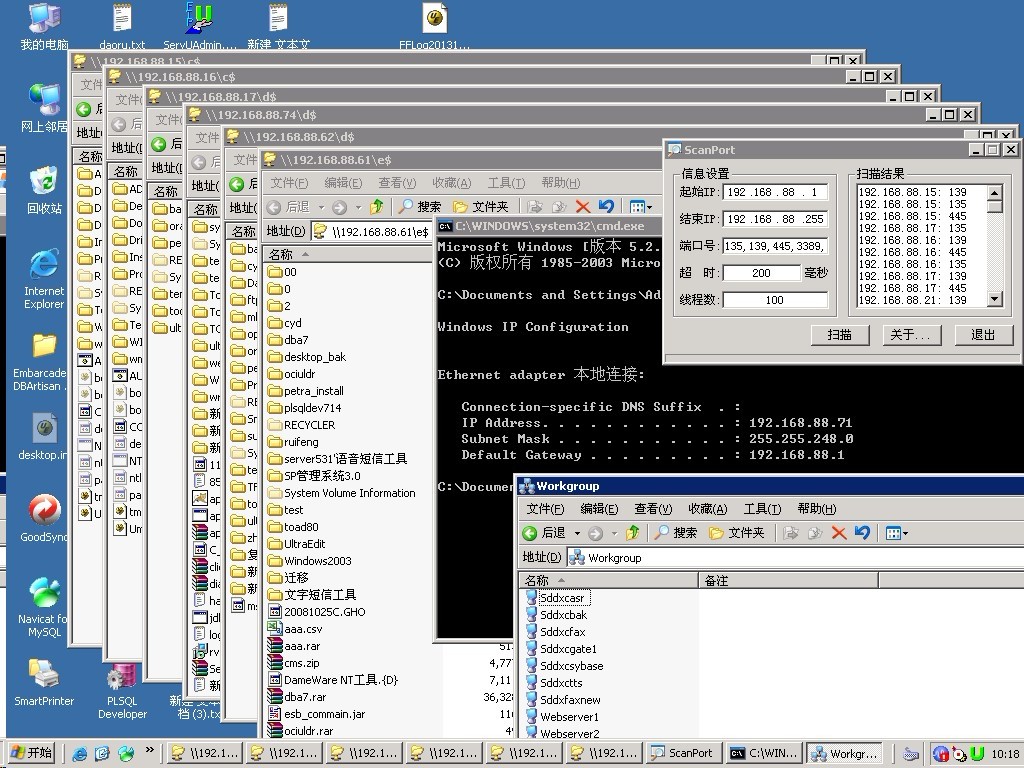 我的电脑
daoru.txt
ServUAdmin....
新建 文本文
FFLog20131...
网上邻居
回收站
Internet
Explorer
Embarcade
DBArtisan .
desktop.in
GoodSync
Navicat fo
MySQL
SmartPrinter
PLSQL
Developer
档 (3).tx
\\192.168.88.15\c$
\\192.168.88.16\c$
\\192.168.88.17\d$
\\192.168.88.74\d$
\\192.168.88.62\d$
\\192.168.88.61\e$
文件(F) 编辑(E) 查看(V) 收藏(A) 工具(T) 帮助(H)
后退 搜索 文件夹
地址(D) \\192.168.88.61\e$
名称
00
0
2
cyd
dba7
desktop_bak
ociuldr
petra_install
plsqldev714
RECYCLER
ruifeng
server531'语音短信工具
SP管理系统3.0
System Volume Information
test
toad80
UltraEdit
Windows2003
迁移
文字短信工具
20081025C.GHO
aaa.csv
aaa.rar
cms.zip
DameWare NT工具.{D}
dba7.rar
esb_commain.jar
ociuldr.rar
51
4,77
7,11
36,328
116
C:\WINDOWS\system32\cmd.exe
Microsoft Windows [版本 5.2.
(C) 版权所有 1985-2003 Micro
C:\Documents and Settings\Ad
Windows IP Configuration
Ethernet adapter 本地连接:
Connection-specific DNS Suffix . :
IP Address. . . . . . . . . . . . : 192.168.88.71
Subnet Mask . . . . . . . . . . . : 255.255.248.0
Default Gateway . . . . . . . . . : 192.168.88.1
C:\Documen
ScanPort
信息设置
起始IP: 192 .168 . 88 . 1
结束IP: 192 .168 . 88 .255
端口号: 135,139,445,3389,
超 时: 200 毫秒
线程数: 100
扫描结果
192.168.88.15: 139
192.168.88.15: 135
192.168.88.15: 445
192.168.88.17: 135
192.168.88.16: 139
192.168.88.16: 445
192.168.88.16: 135
192.168.88.17: 139
192.168.88.17: 445
192.168.88.21: 139
扫描 关于... 退出
Workgroup
文件(F) 编辑(E) 查看(V) 收藏(A) 工具(T) 帮助(H)
后退 搜索 文件夹
地址(D) Workgroup
名称 备注
Sddxcasr
Sddxcbak
Sddxcfax
Sddxcgate1
Sddxcsybase
Sddxctts
Sddxfaxnew
Webserver1
Webserver2
开始 \\192.1... \\192.1... \\192.1... \\192.1... \\192.1... \\192.1... ScanPort C:\WIN... Workgr... 10:18